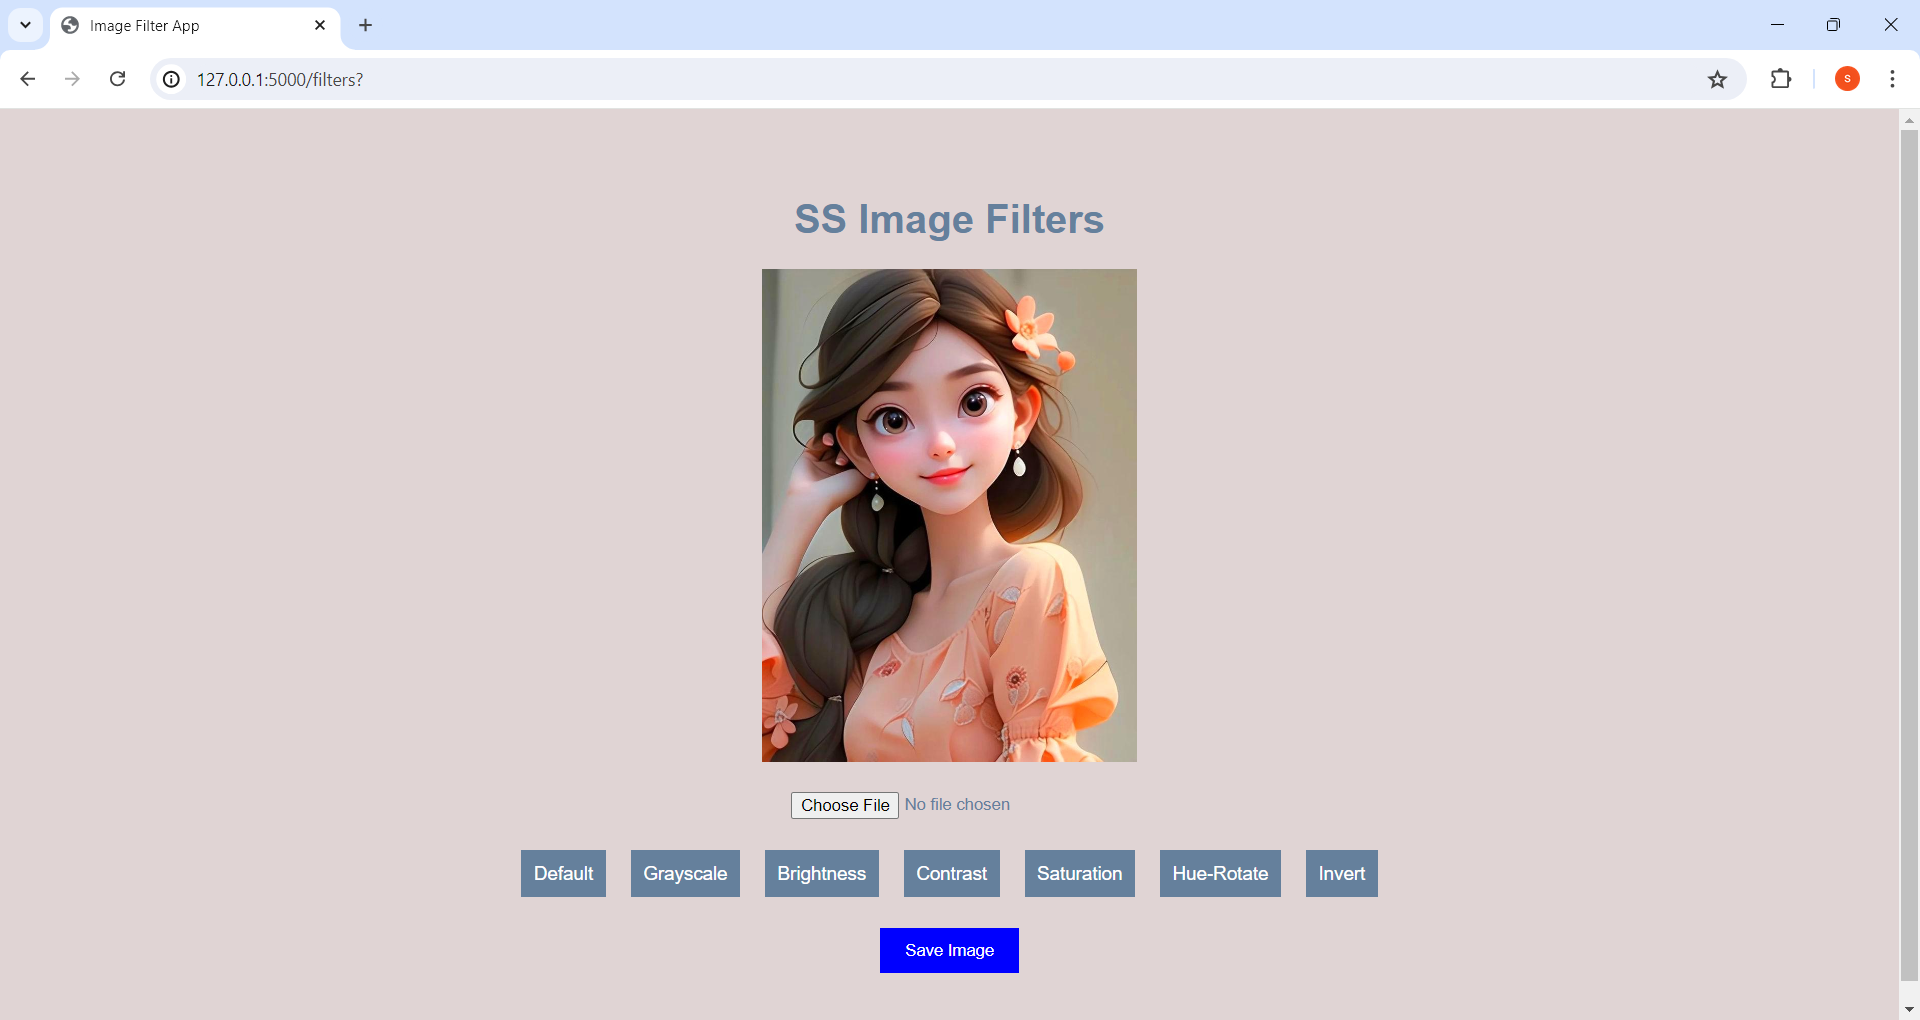 Image Filter App
127.0.0.1:5000/filters?
S
SS Image Filters
Choose File No file chosen
Default Grayscale Brightness Contrast Saturation Hue-Rotate Invert
Save Image